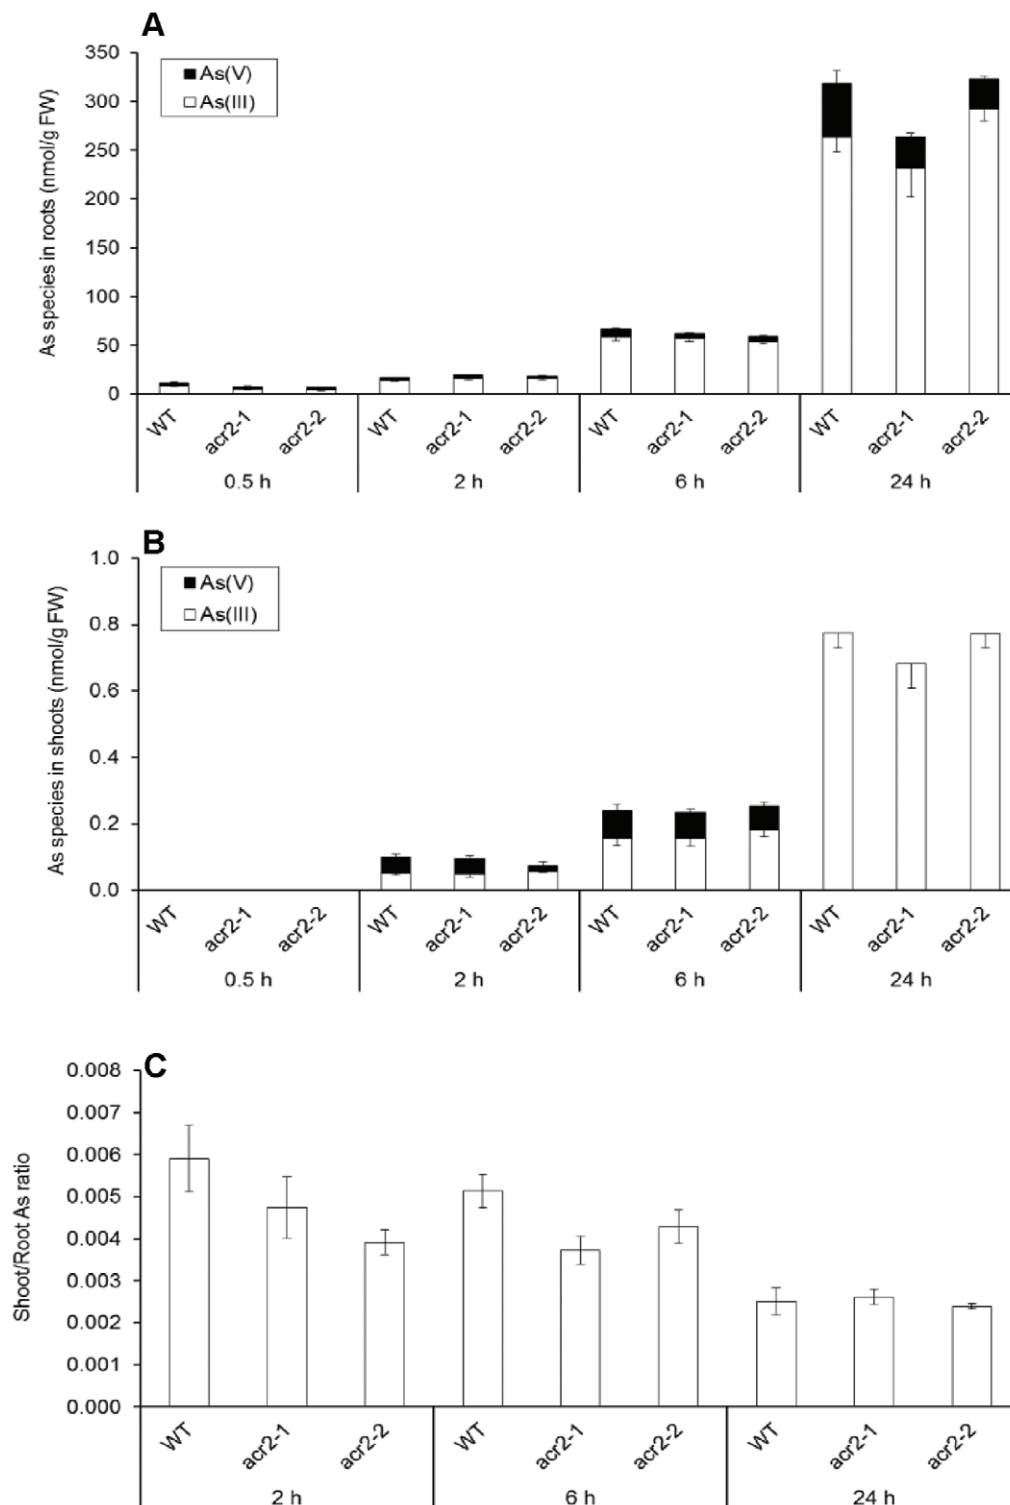 A
350
300
250
200
150
100
50
0
As species in roots (nmol/g FW)
As(V)
As(III)
WT acr2-1 acr2-2 WT acr2-1 acr2-2 WT acr2-1 acr2-2 WT acr2-1 acr2-2
0.5 h 2 h 6 h 24 h
B
1.0
0.8
0.6
0.4
0.2
0.0
As species in shoots (nmol/g FW)
As(V)
As(III)
WT acr2-1 acr2-2 WT acr2-1 acr2-2 WT acr2-1 acr2-2 WT acr2-1 acr2-2
0.5 h 2 h 6 h 24 h
C
0.008
0.007
0.006
0.005
0.004
0.003
0.002
0.001
0.000
Shoot/Root As ratio
WT acr2-1 acr2-2 WT acr2-1 acr2-2 WT acr2-1 acr2-2
2 h 6 h 24 h